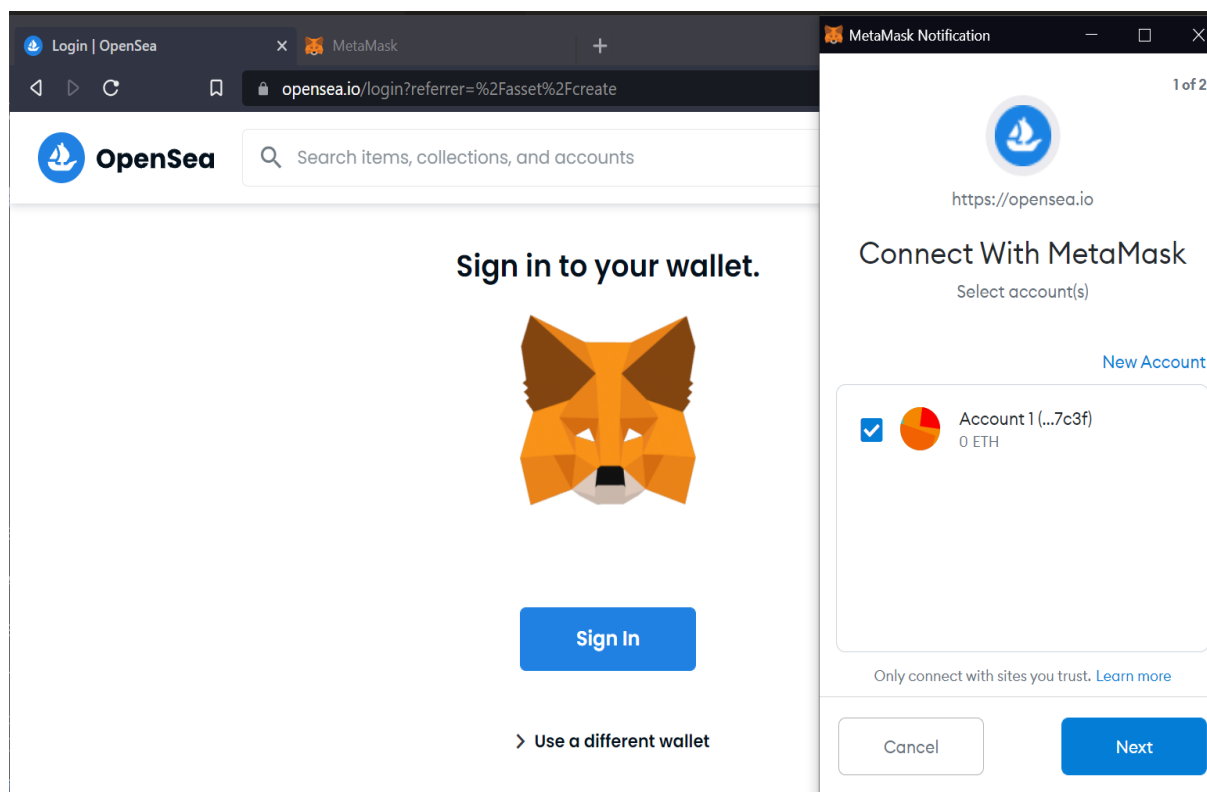 Login | OpenSea
MetaMask
opensea.io/login?referrer=%2Fasset%2Fcreate
OpenSea
Search items, collections, and accounts
Sign in to your wallet.
Sign In
Use a different wallet
MetaMask Notification
1 of 2
https://opensea.io
Connect With MetaMask
Select account(s)
New Account
Account 1 (...7c3f)
0 ETH
Only connect with sites you trust. Learn more
Cancel
Next